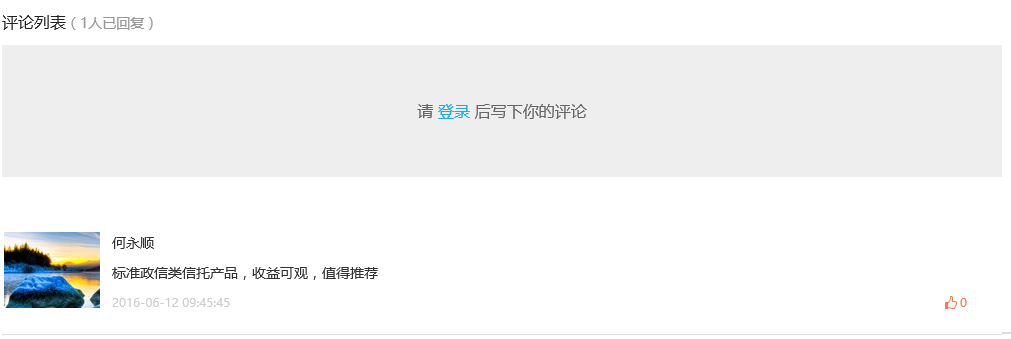 评论列表（1人已回复）
请 登录 后写下你的评论
何永顺
标准政信类信托产品，收益可观，值得推荐
2016-06-12 09:45:45
0